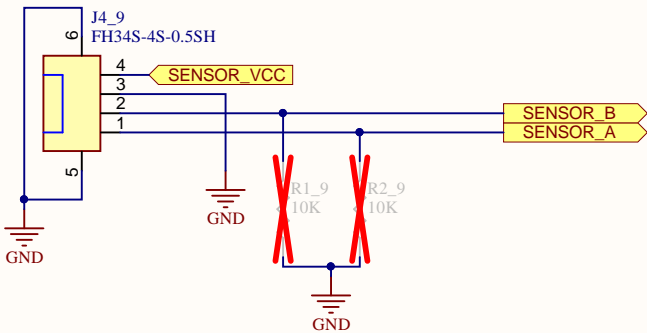 J4_9
FH34S-4S-0.5SH
6
4
SENSOR_VCC
3
2
SENSOR_B
1
SENSOR_A
5
R1_9
R2_9
10K
10K
GND
GND
GND